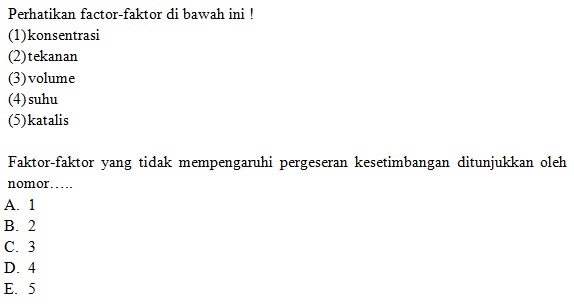 Perhatikan factor-faktor di bawah ini !
(1)konsentrasi
(2)tekanan
(3)volume
(4)suhu
(5)katalis
Faktor-faktor yang tidak mempengaruhi pergeseran kesetimbangan ditunjukkan oleh
nomor…..
A. 1
B. 2
C. 3
D. 4
E. 5